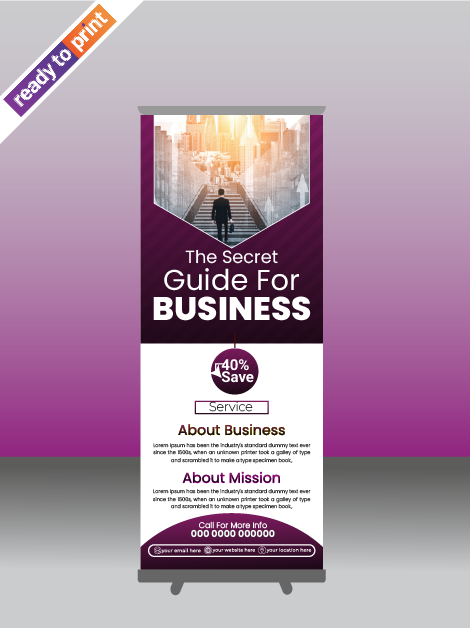 ready to print
The Secret
Guide For
BUSINESS
40%
Save
Service
About Business
Lorem Ipsum has been the industry's standard dummy text ever
since the 1500s, when an unknown printer took a galley of type
and scrambled it to make a type specimen book,
About Mission
Lorem Ipsum has been the industry's standard dummy text ever
since the 1500s, when an unknown printer took a galley of type
and scrambled it to make a type specimen book,
Call For More Info
000 0000 000000
your email here your website here your location here